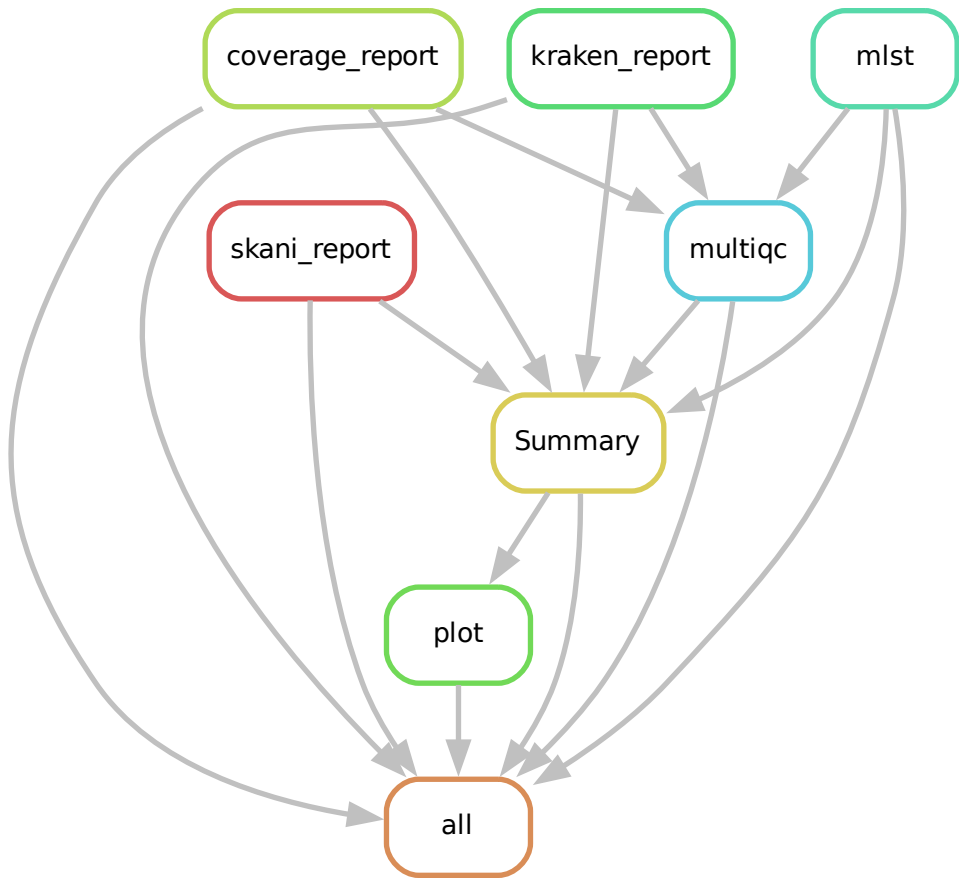 coverage_report
kraken_report
mlst
skani_report
multiqc
Summary
plot
all